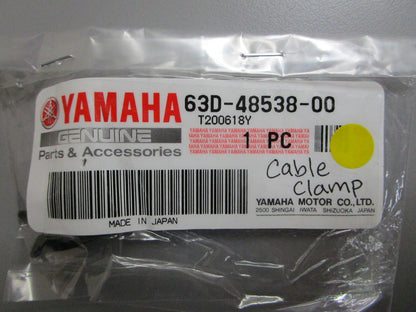 YAMAHA 63D-48538-00
T200618Y
GENUINE
Parts & Accessories
1 PC
Cable
Clamp
YAMAHA MOTOR CO., LTD.
2500 SHINGAI IWATA SHIZUOKA JAPAN
MADE IN JAPAN